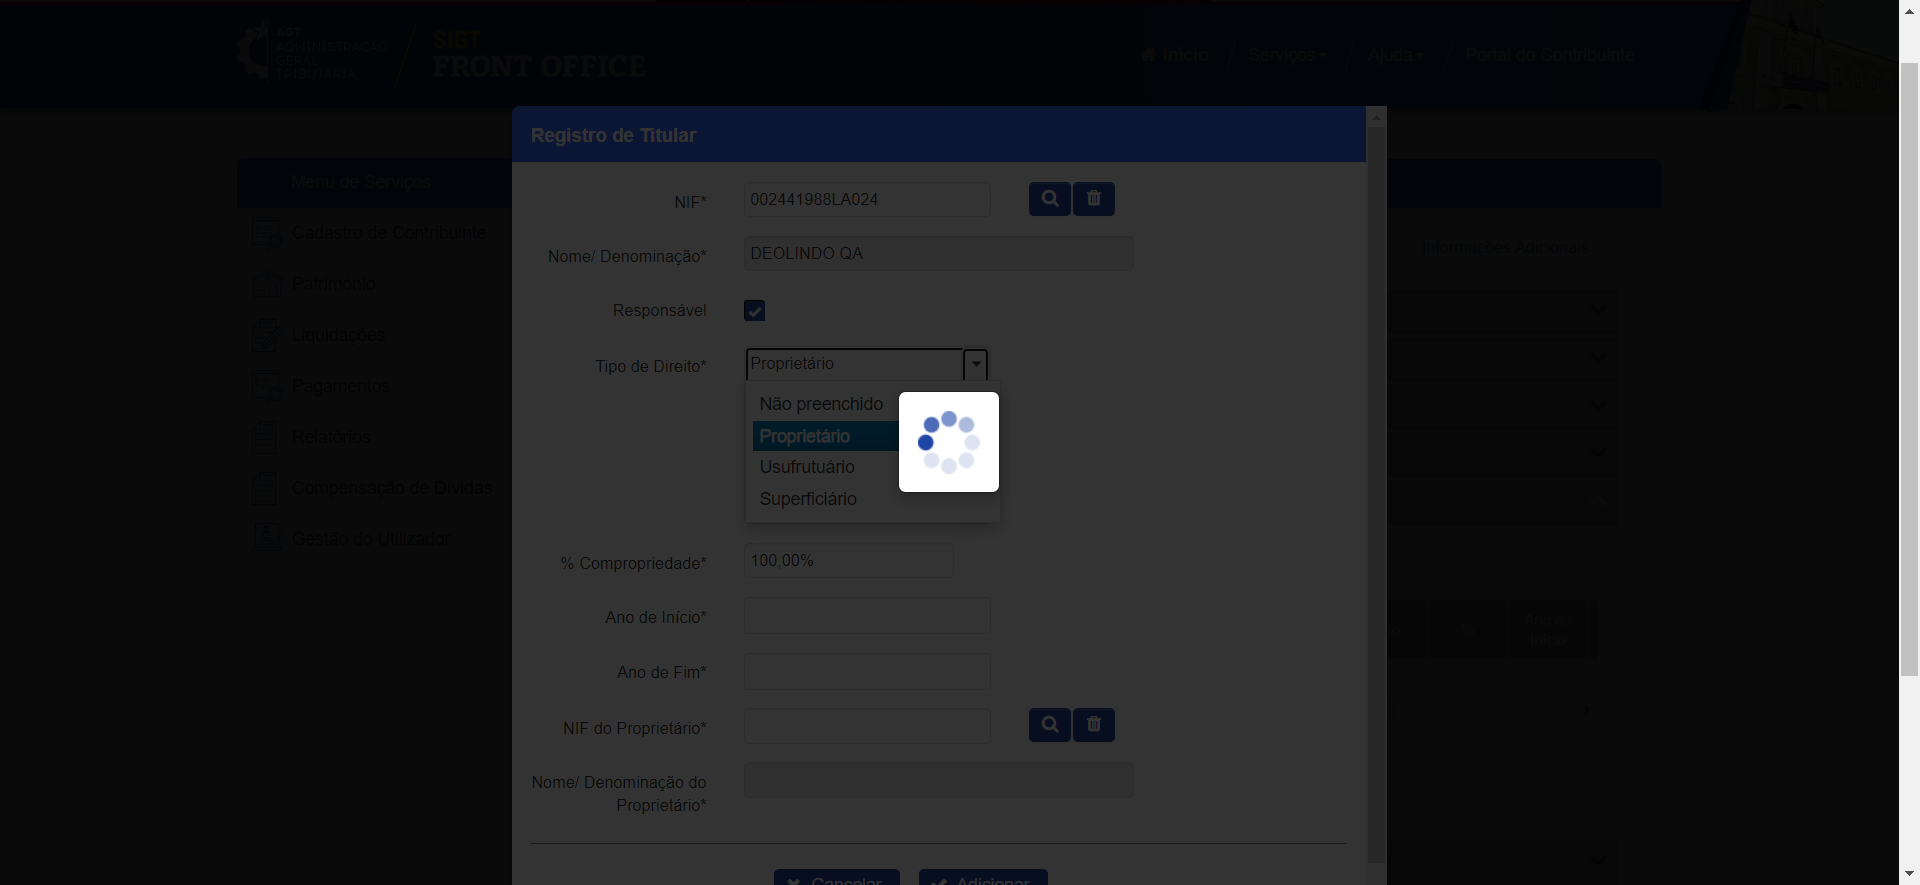 AGT
ADMINISTRAÇÃO
GERAL
TRIBUTÁRIA
SIGT
FRONT OFFICE
Início
Serviços
Ajuda
Portal do Contribuinte
Registro de Titular
Menu de Serviços
Cadastro de Contribuinte
Património
Liquidações
Pagamentos
Relatórios
Compensação de Dívidas
Gestão do Utilizador
Informações Adicionais
NIF* 002441988LA024
Nome/ Denominação* DEOLINDO QA
Responsável
Tipo de Direito* Proprietário
Não preenchido
Proprietário
Usufrutuário
Superficiário
% Compropriedade* 100,00%
Ano de Início*
Ano de Fim*
NIF do Proprietário*
Nome/ Denominação do
Proprietário*
%
Ano de
Início
Cancelar
Adicionar